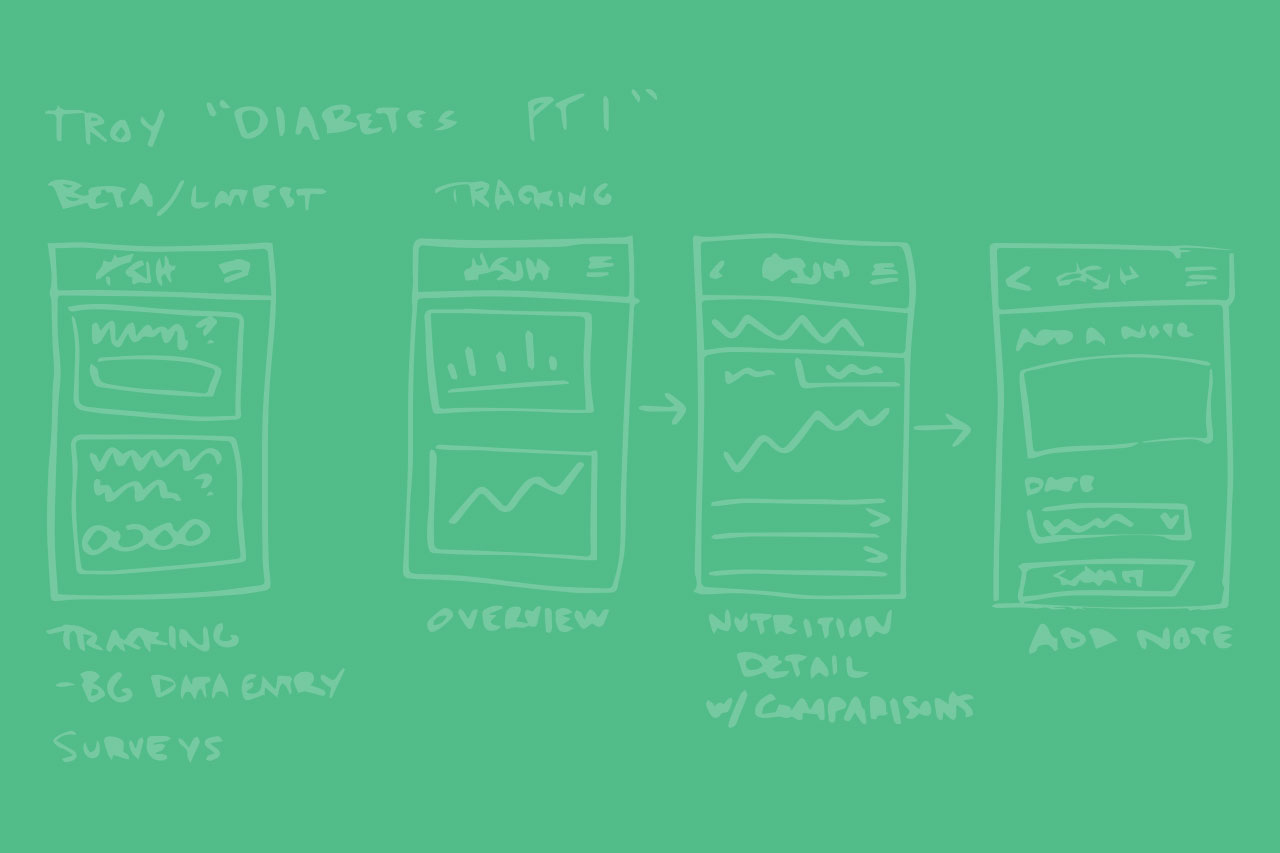 TROY "DIABETES PT 1"
BETA/LATEST
TRACKING
ADD A NOTE
DATE
SUBMIT
TRACKING
- BG DATA ENTRY
SURVEYS
OVERVIEW
NUTRITION
DETAIL
W/ COMPARISONS
ADD NOTE